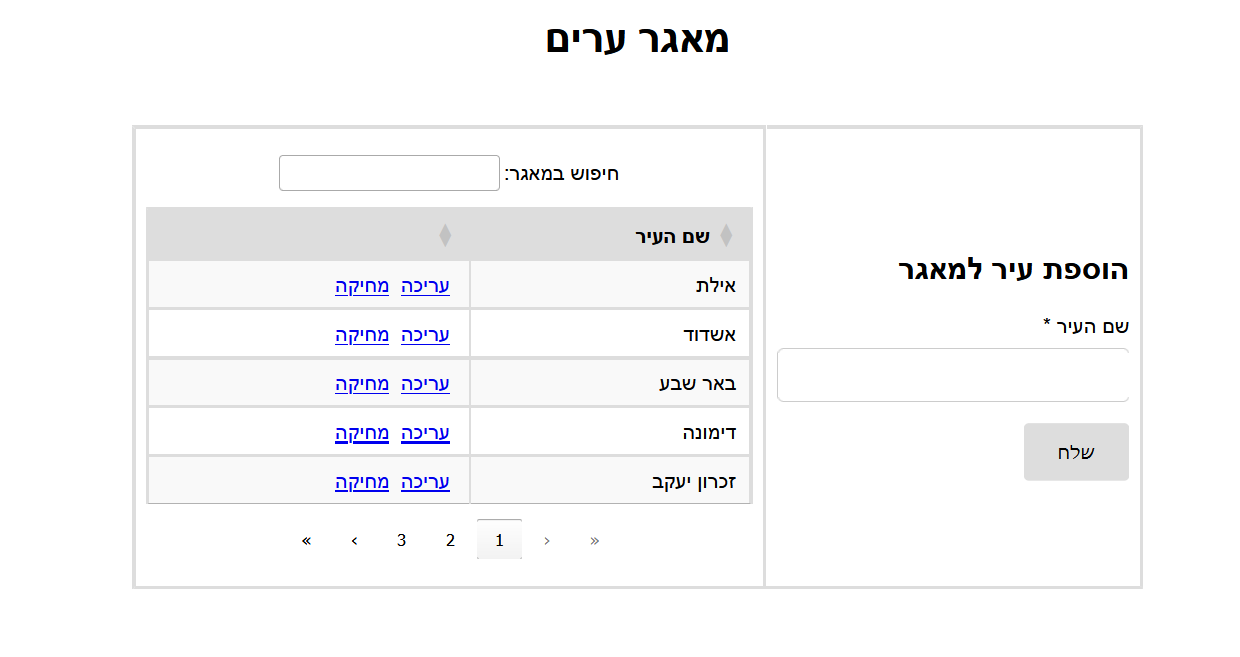 מאגר ערים
הוספת עיר למאגר
שם העיר *
שלח
חיפוש במאגר:
שם העיר
אילת עריכה מחיקה
אשדוד עריכה מחיקה
באר שבע עריכה מחיקה
דימונה עריכה מחיקה
זכרון יעקב עריכה מחיקה
« ‹ 1 2 3 › »